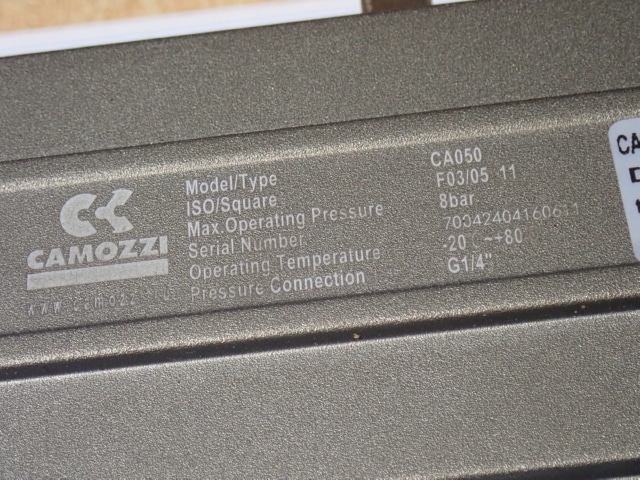 CAMOZZI
Model/Type CA050
ISO/Square F03/05 11
Max.Operating Pressure 8bar
Serial Number.
Operating Temperature -20 C~+80
Pressure Connection G1/4"
CA